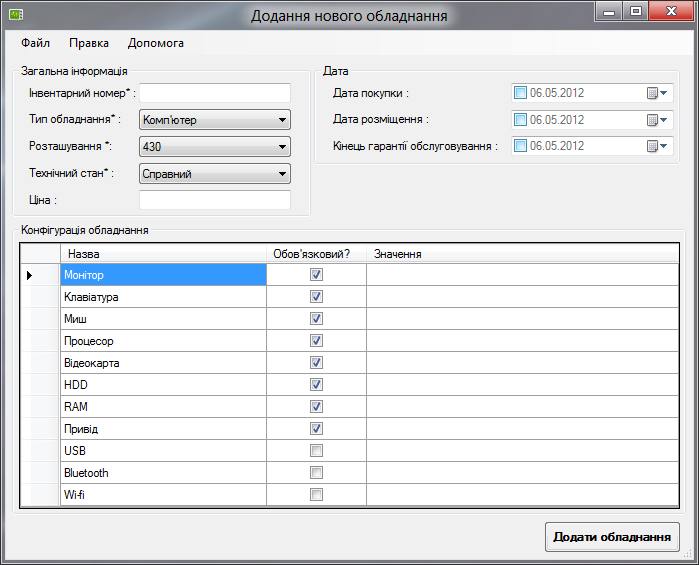 Додання нового обладнання
Файл Правка Допомога
Загальна інформація
Інвентарний номер* :
Тип обладнання* : Комп'ютер
Розташування *: 430
Технічний стан* : Справний
Ціна :
Дата
Дата покупки : 06.05.2012
Дата розміщення : 06.05.2012
Кінець гарантії обслуговування : 06.05.2012
Конфігурація обладнання
Назва Обов'язковий? Значення
Монітор
Клавіатура
Миш
Процесор
Відеокарта
HDD
RAM
Привід
USB
Bluetooth
Wi-fi
Додати обладнання